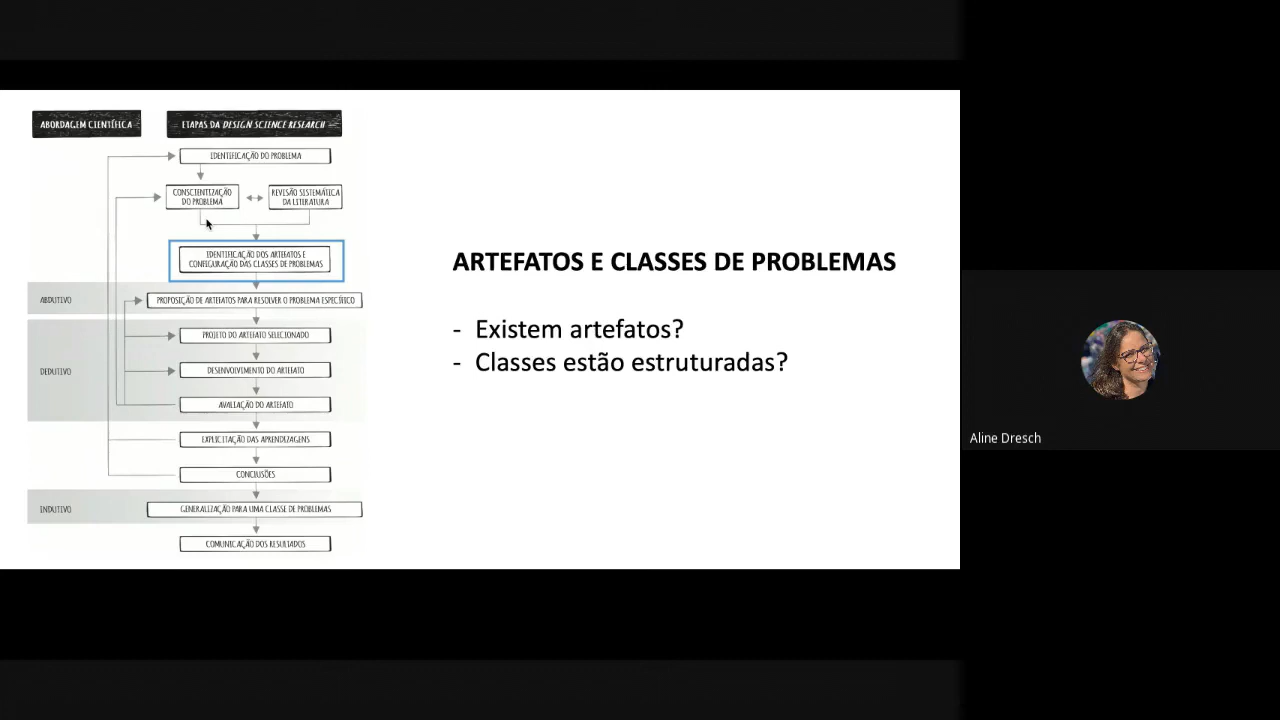 ABORDAGEM CIENTÍFICA
ETAPAS DA DESIGN SCIENCE RESEARCH
IDENTIFICAÇÃO DO PROBLEMA
CONSCIENTIZAÇÃO
DO PROBLEMA
REVISÃO SISTEMÁTICA
DA LITERATURA
IDENTIFICAÇÃO DOS ARTEFATOS E
CONFIGURAÇÃO DAS CLASSES DE PROBLEMAS
ABDUTIVO
PROPOSIÇÃO DE ARTEFATOS PARA RESOLVER O PROBLEMA ESPECÍFICO
PROJETO DO ARTEFATO SELECIONADO
DEDUTIVO
DESENVOLVIMENTO DO ARTEFATO
AVALIAÇÃO DO ARTEFATO
EXPLICITAÇÃO DAS APRENDIZAGENS
CONCLUSÕES
INDUTIVO
GENERALIZAÇÃO PARA UMA CLASSE DE PROBLEMAS
COMUNICAÇÃO DOS RESULTADOS
ARTEFATOS E CLASSES DE PROBLEMAS
- Existem artefatos?
- Classes estão estruturadas?
Aline Dresch